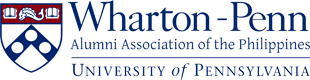 Wharton-Penn
Alumni Association of the Philippines
UNIVERSITY of PENNSYLVANIA